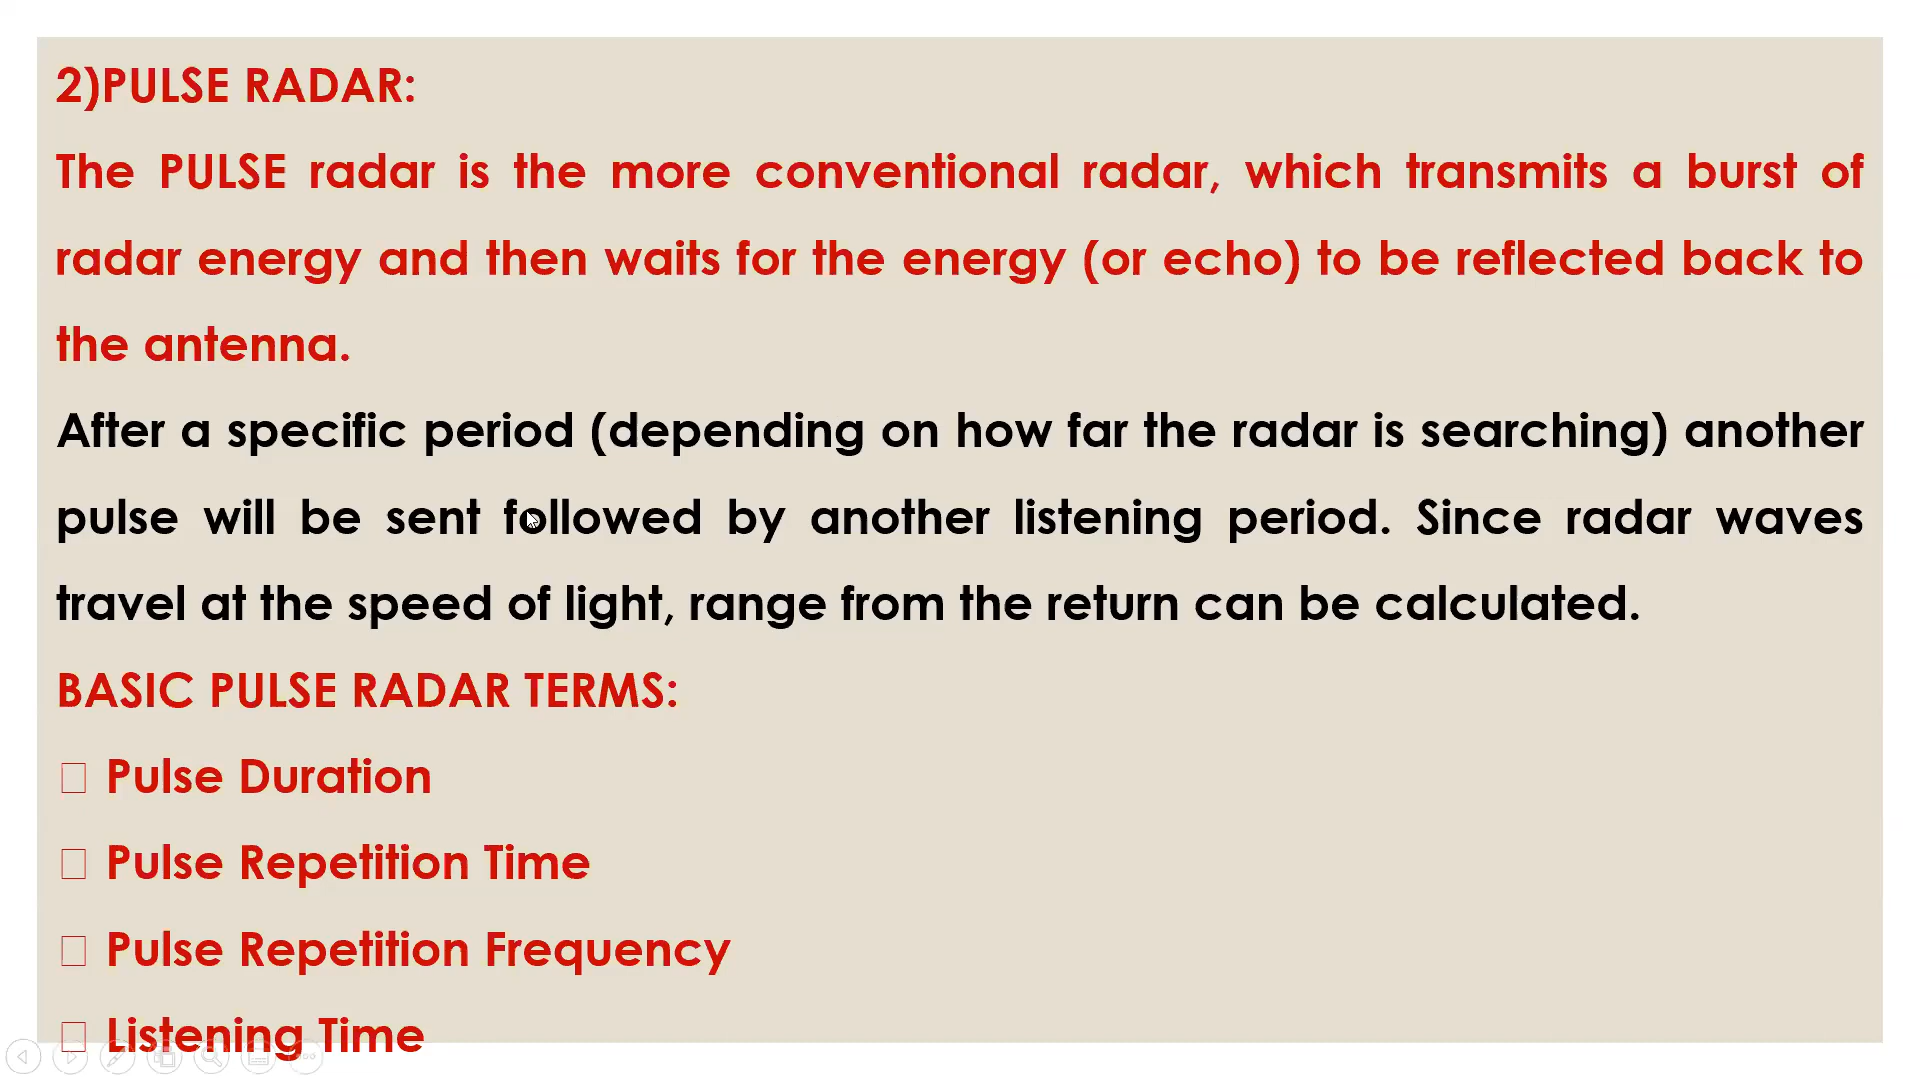 2)PULSE RADAR:
The PULSE radar is the more conventional radar, which transmits a burst of
radar energy and then waits for the energy (or echo) to be reflected back to
the antenna.
After a specific period (depending on how far the radar is searching) another
pulse will be sent followed by another listening period. Since radar waves
travel at the speed of light, range from the return can be calculated.
BASIC PULSE RADAR TERMS:
Pulse Duration
Pulse Repetition Time
Pulse Repetition Frequency
Listening Time